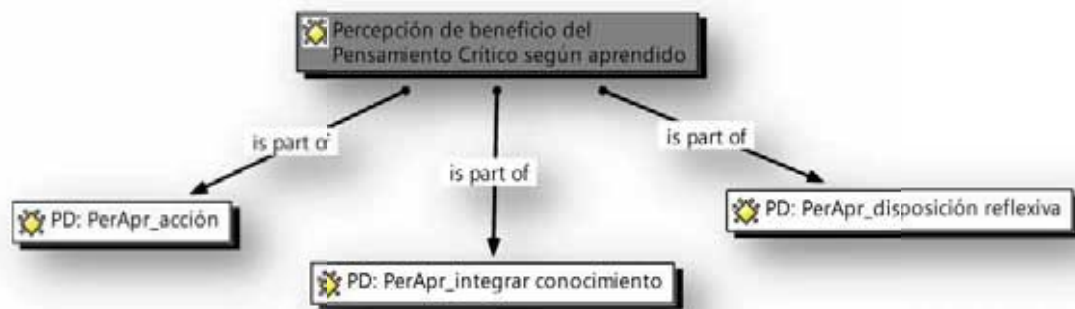 Percepción de beneficio del
Pensamiento Crítico según aprendido
is part of
is part of
is part of
PD: PerApr_acción
PD: PerApr_disposición reflexiva
PD: PerApr_integrar conocimiento